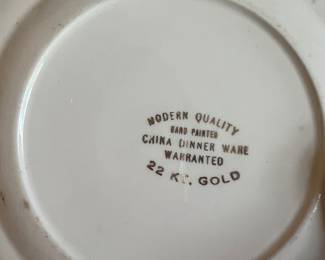 MODERN QUALITY
HAND PAINTED
CHINA DINNER WARE
WARRANTED
22 KT. GOLD